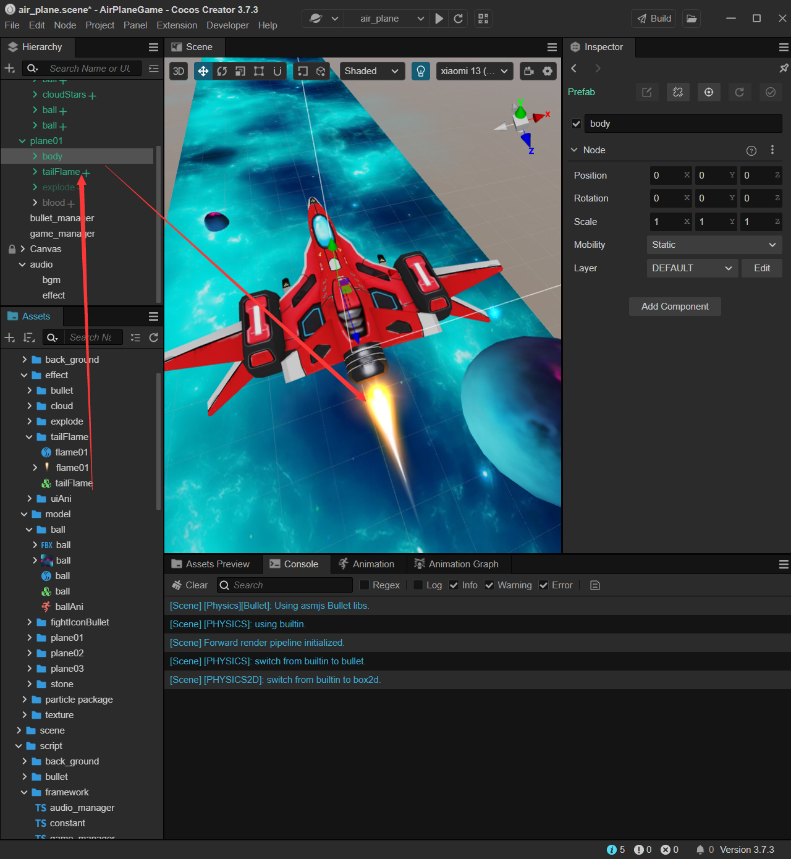 air_plane.scene* - AirPlaneGame - Cocos Creator 3.7.3
File Edit Node Project Panel Extension Developer Help
air_plane
Build
Hierarchy
Search Name or UU
cloudStars
ball
ball
plane01
body
tailFlame
explode
blood
bullet_manager
game_manager
Canvas
audio
bgm
effect
Assets
Search Na
back_ground
effect
bullet
cloud
explode
tailFlame
flame01
flame01
tailFlame
uiAni
model
ball
FBX ball
ball
ball
ball
ballAni
fightIconBullet
plane01
plane02
plane03
stone
particle package
texture
scene
script
back_ground
bullet
framework
TS audio_manager
TS constant
Scene
3D
Shaded
xiaomi 13 (...
Y
X
Z
Assets Preview Console Animation Animation Graph
Clear Search Regex Log Info Warning Error
[Scene] [Physics][Bullet]: Using asmjs Bullet libs.
[Scene] [PHYSICS]: using builtin.
[Scene] Forward render pipeline initialized.
[Scene] [PHYSICS]: switch from builtin to bullet.
[Scene] [PHYSICS2D]: switch from builtin to box2d.
Inspector
Prefab
body
Node
Position 0 X 0 Y 0 Z
Rotation 0 X 0 Y 0 Z
Scale 1 X 1 Y 1 Z
Mobility Static
Layer DEFAULT Edit
Add Component
5 0 0 0 Version 3.7.3